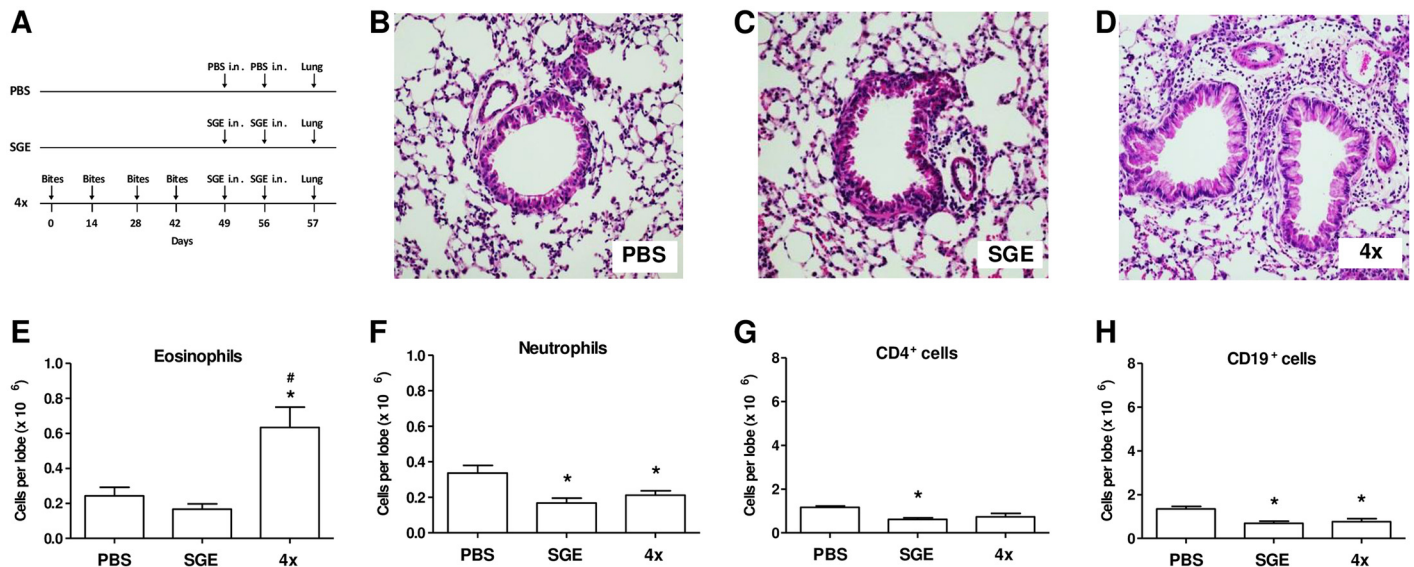 A
PBS i.n. PBS i.n. Lung
PBS
SGE i.n. SGE i.n. Lung
SGE
Bites Bites Bites Bites SGE i.n. SGE i.n. Lung
4x
0 14 28 42 49 56 57
Days
B
PBS
C
SGE
D
4x
E
Eosinophils
Cells per lobe (x 10 6)
1.0
0.8
0.6
0.4
0.2
0.0
#
*
PBS SGE 4x
F
Neutrophils
Cells per lobe (x 10 6)
1.0
0.8
0.6
0.4
0.2
0.0
* *
PBS SGE 4x
G
CD4+ cells
Cells per lobe (x 10 6)
8
6
4
2
0
*
PBS SGE 4x
H
CD19 + cells
Cells per lobe (x 10 6)
8
6
4
2
0
* *
PBS SGE 4x